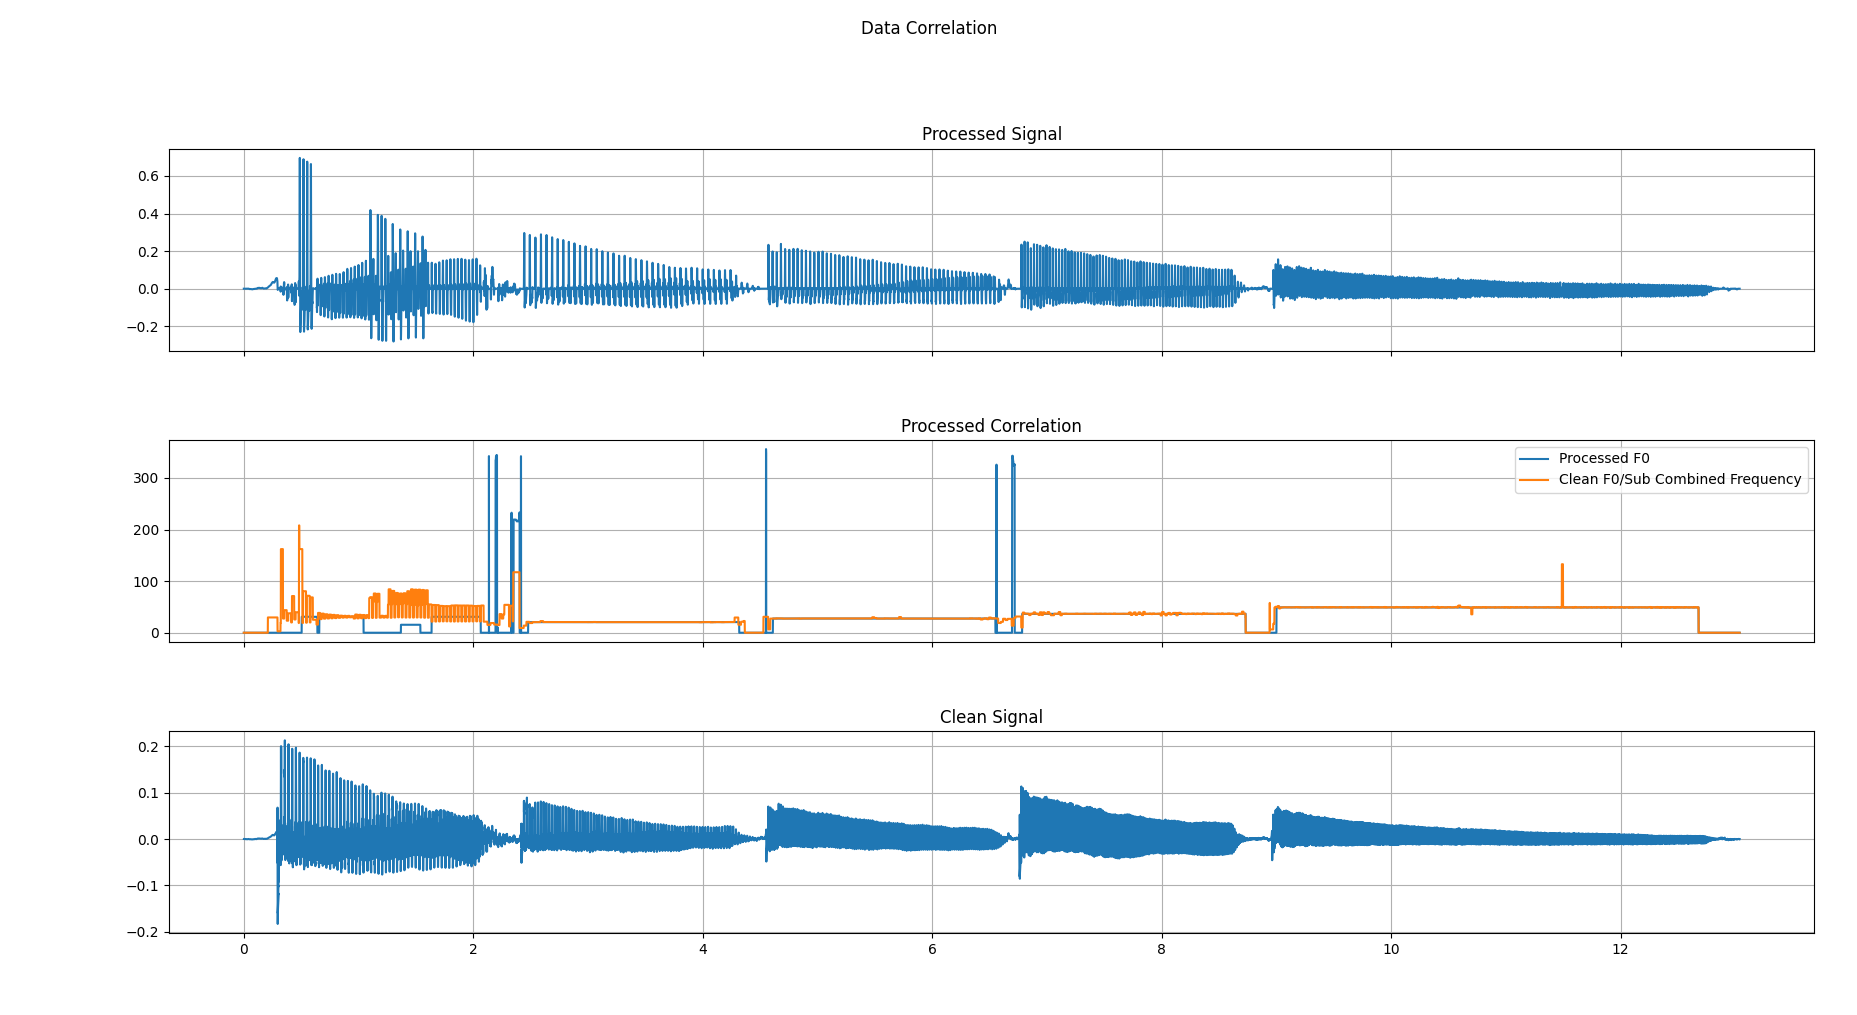 Data Correlation
Processed Signal
0.6
0.4
0.2
0.0
−0.2
Processed Correlation
300
200
100
0
Processed F0
Clean F0/Sub Combined Frequency
Clean Signal
0.2
0.1
0.0
−0.1
−0.2
0 2 4 6 8 10 12